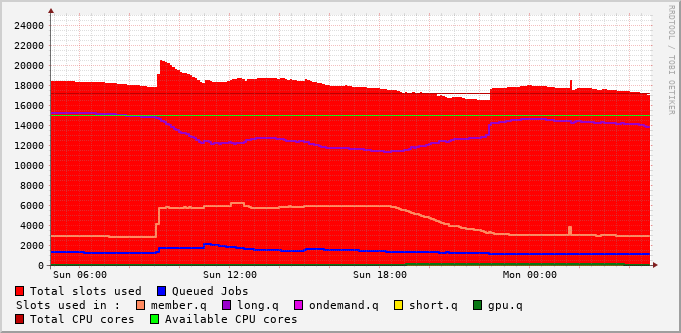 24000
22000
20000
18000
16000
14000
12000
10000
8000
6000
4000
2000
0
Sun 06:00 Sun 12:00 Sun 18:00 Mon 00:00
RRDTOOL / TOBI OETIKER
Total slots used Queued Jobs
Slots used in : member.q long.q ondemand.q short.q gpu.q
Total CPU cores Available CPU cores